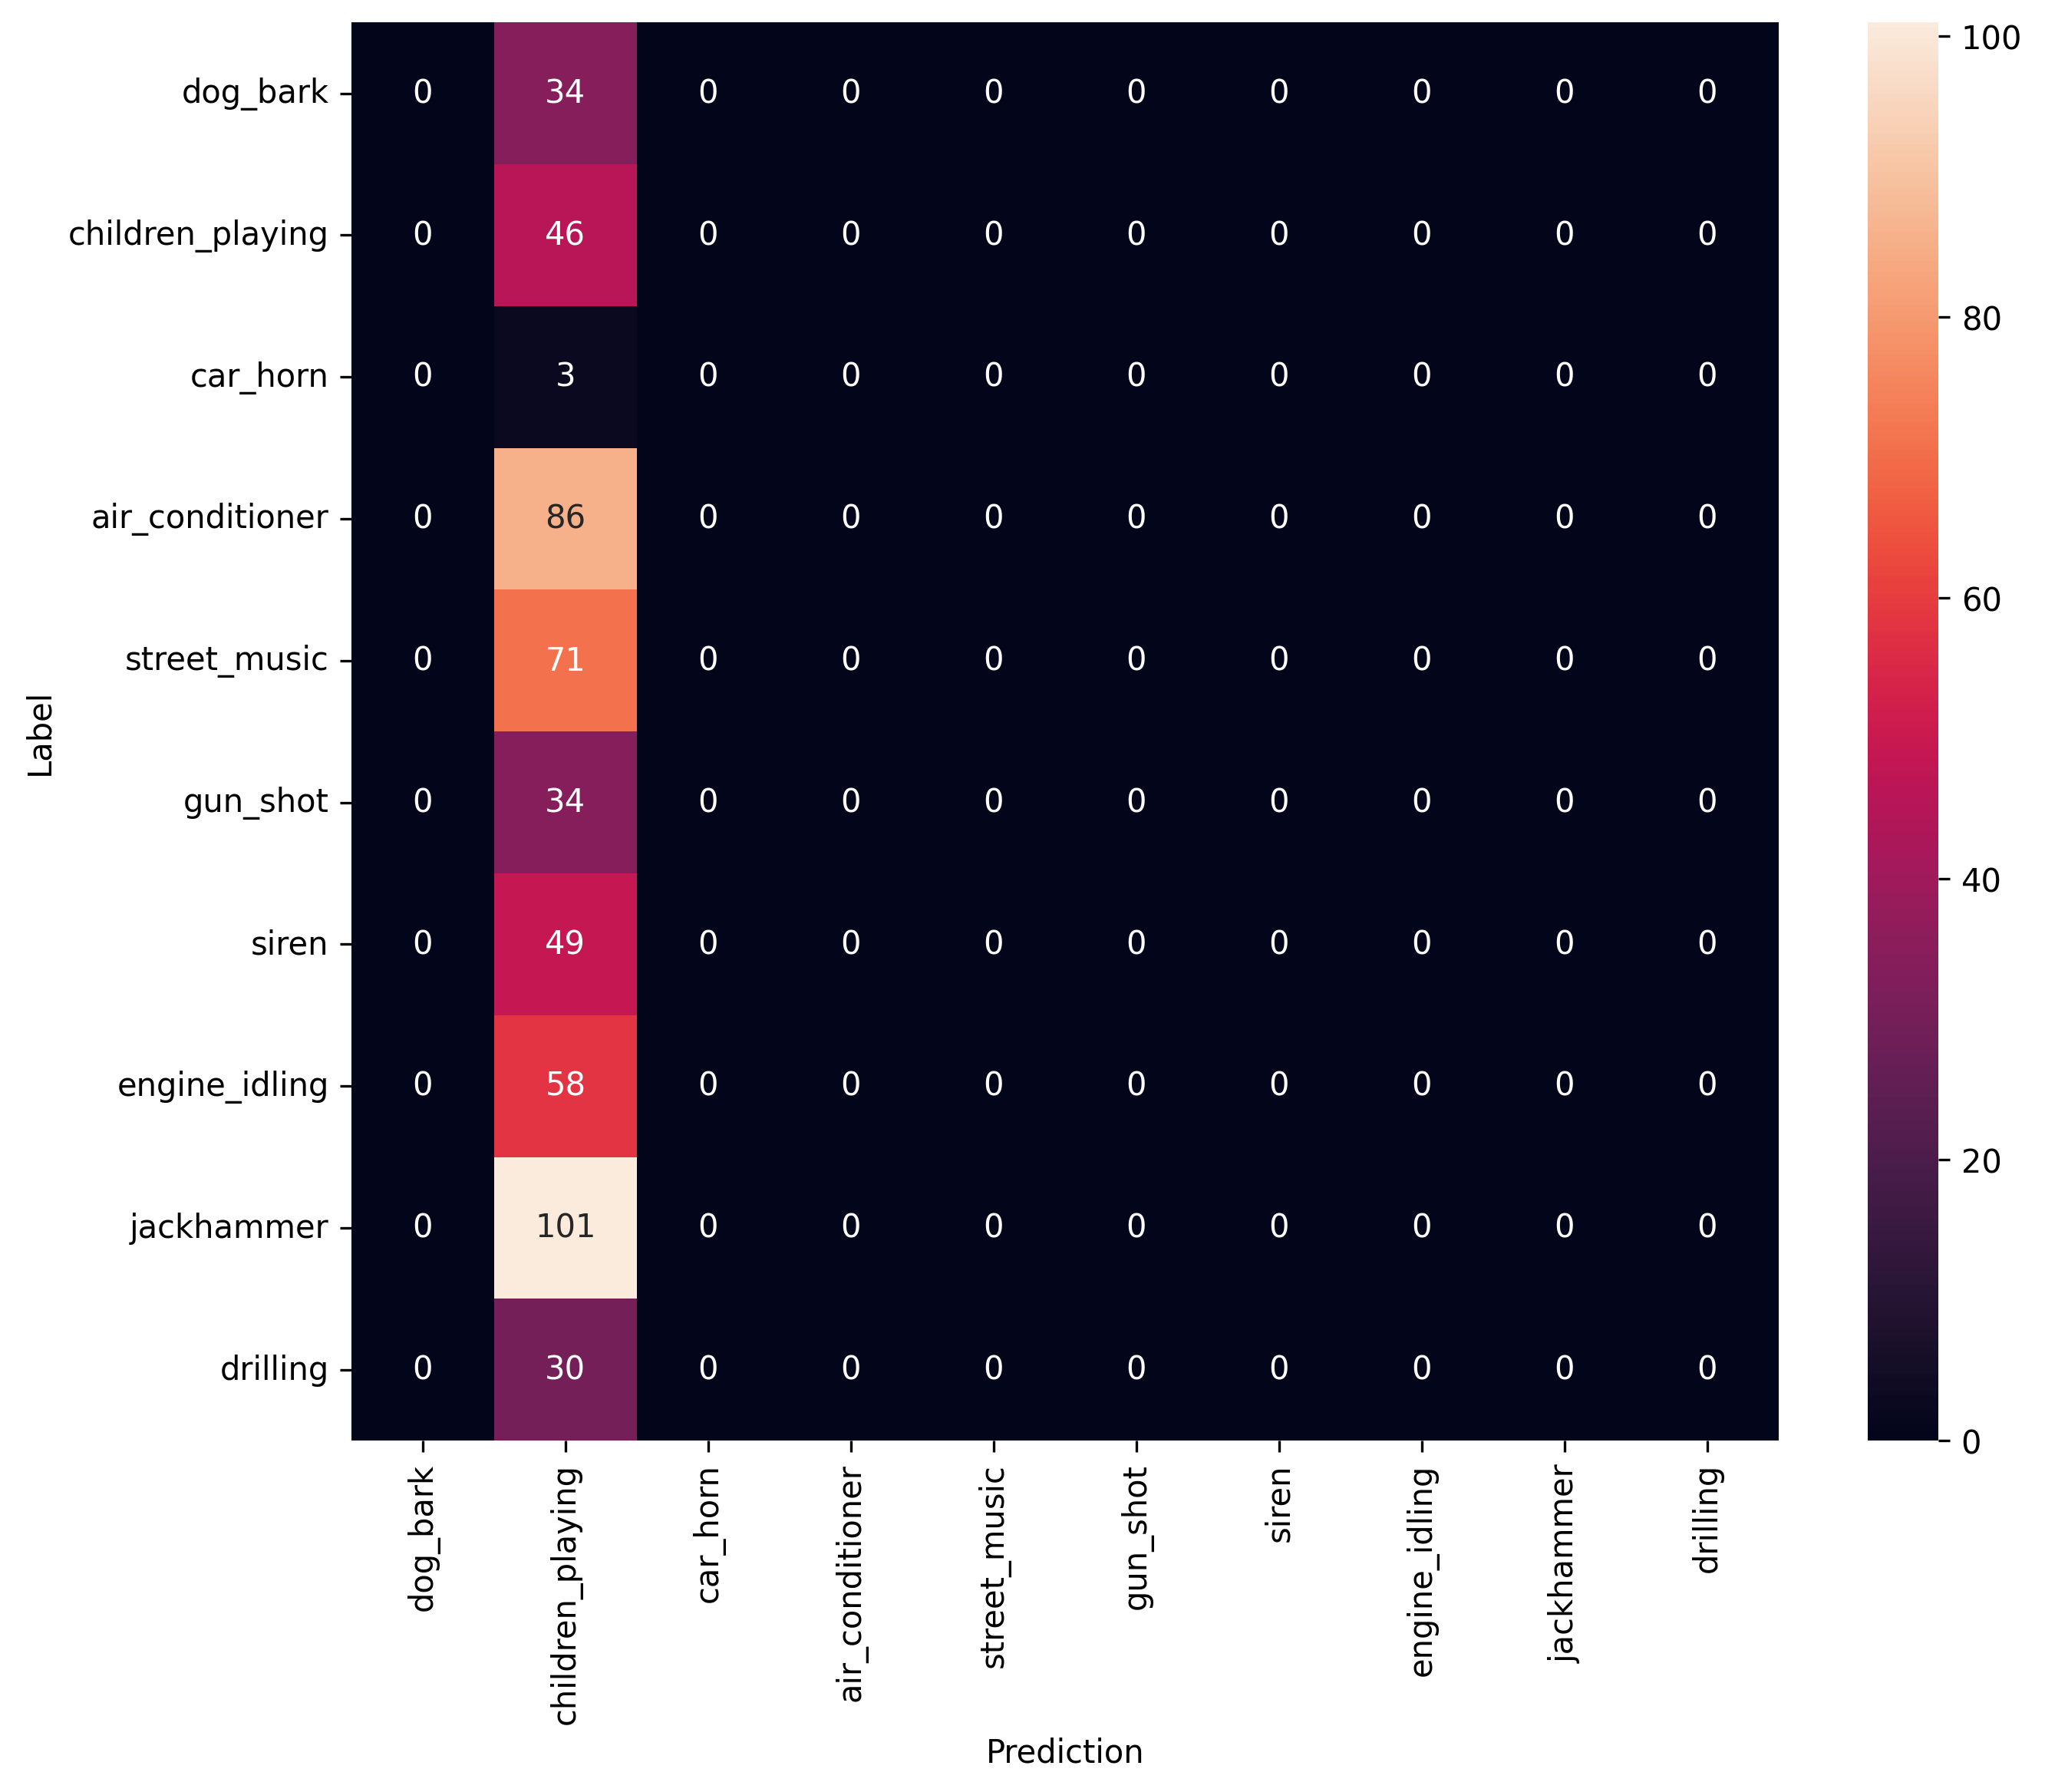 dog_bark 0 34 0 0 0 0 0 0 0 0
children_playing 0 46 0 0 0 0 0 0 0 0
car_horn 0 3 0 0 0 0 0 0 0 0
air_conditioner 0 86 0 0 0 0 0 0 0 0
street_music 0 71 0 0 0 0 0 0 0 0
gun_shot 0 34 0 0 0 0 0 0 0 0
siren 0 49 0 0 0 0 0 0 0 0
engine_idling 0 58 0 0 0 0 0 0 0 0
jackhammer 0 101 0 0 0 0 0 0 0 0
drilling 0 30 0 0 0 0 0 0 0 0
Label
dog_bark
children_playing
car_horn
air_conditioner
street_music
gun_shot
siren
engine_idling
jackhammer
drilling
Prediction
100
80
60
40
20
0